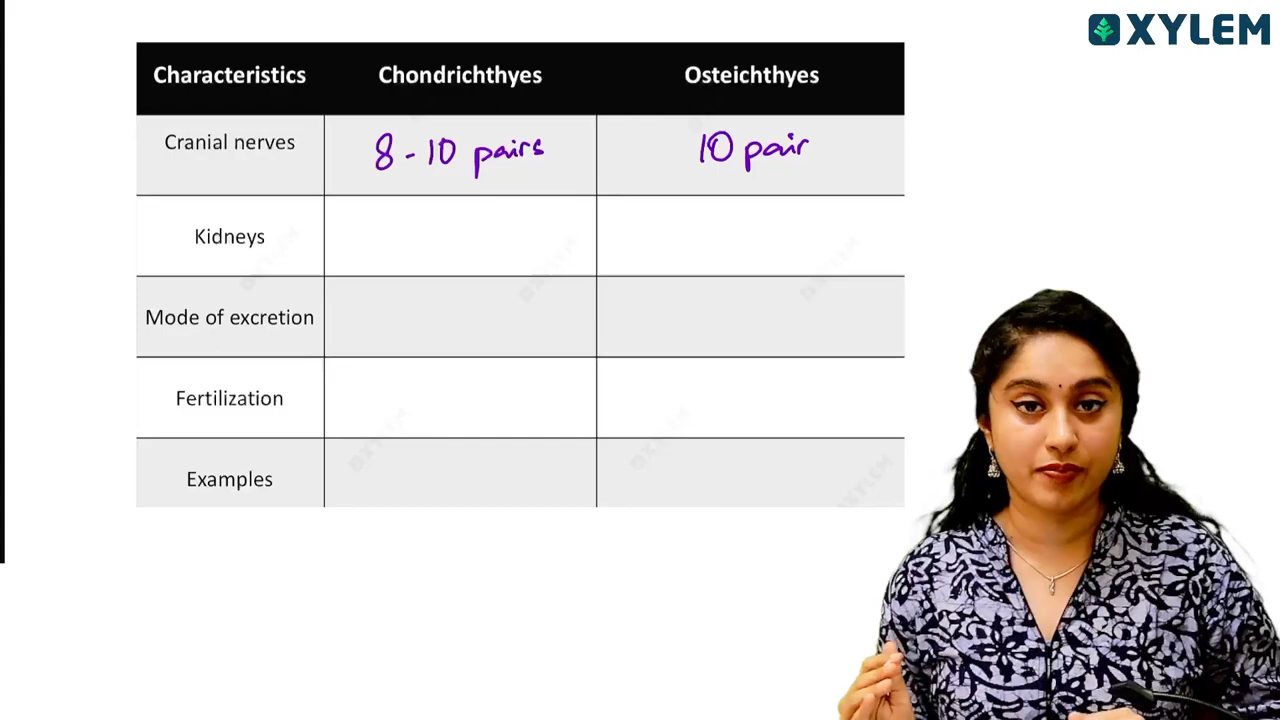 XYLEM
Characteristics Chondrichthyes Osteichthyes
Cranial nerves 8 - 10 pairs 10 pair
Kidneys
Mode of excretion
Fertilization
Examples